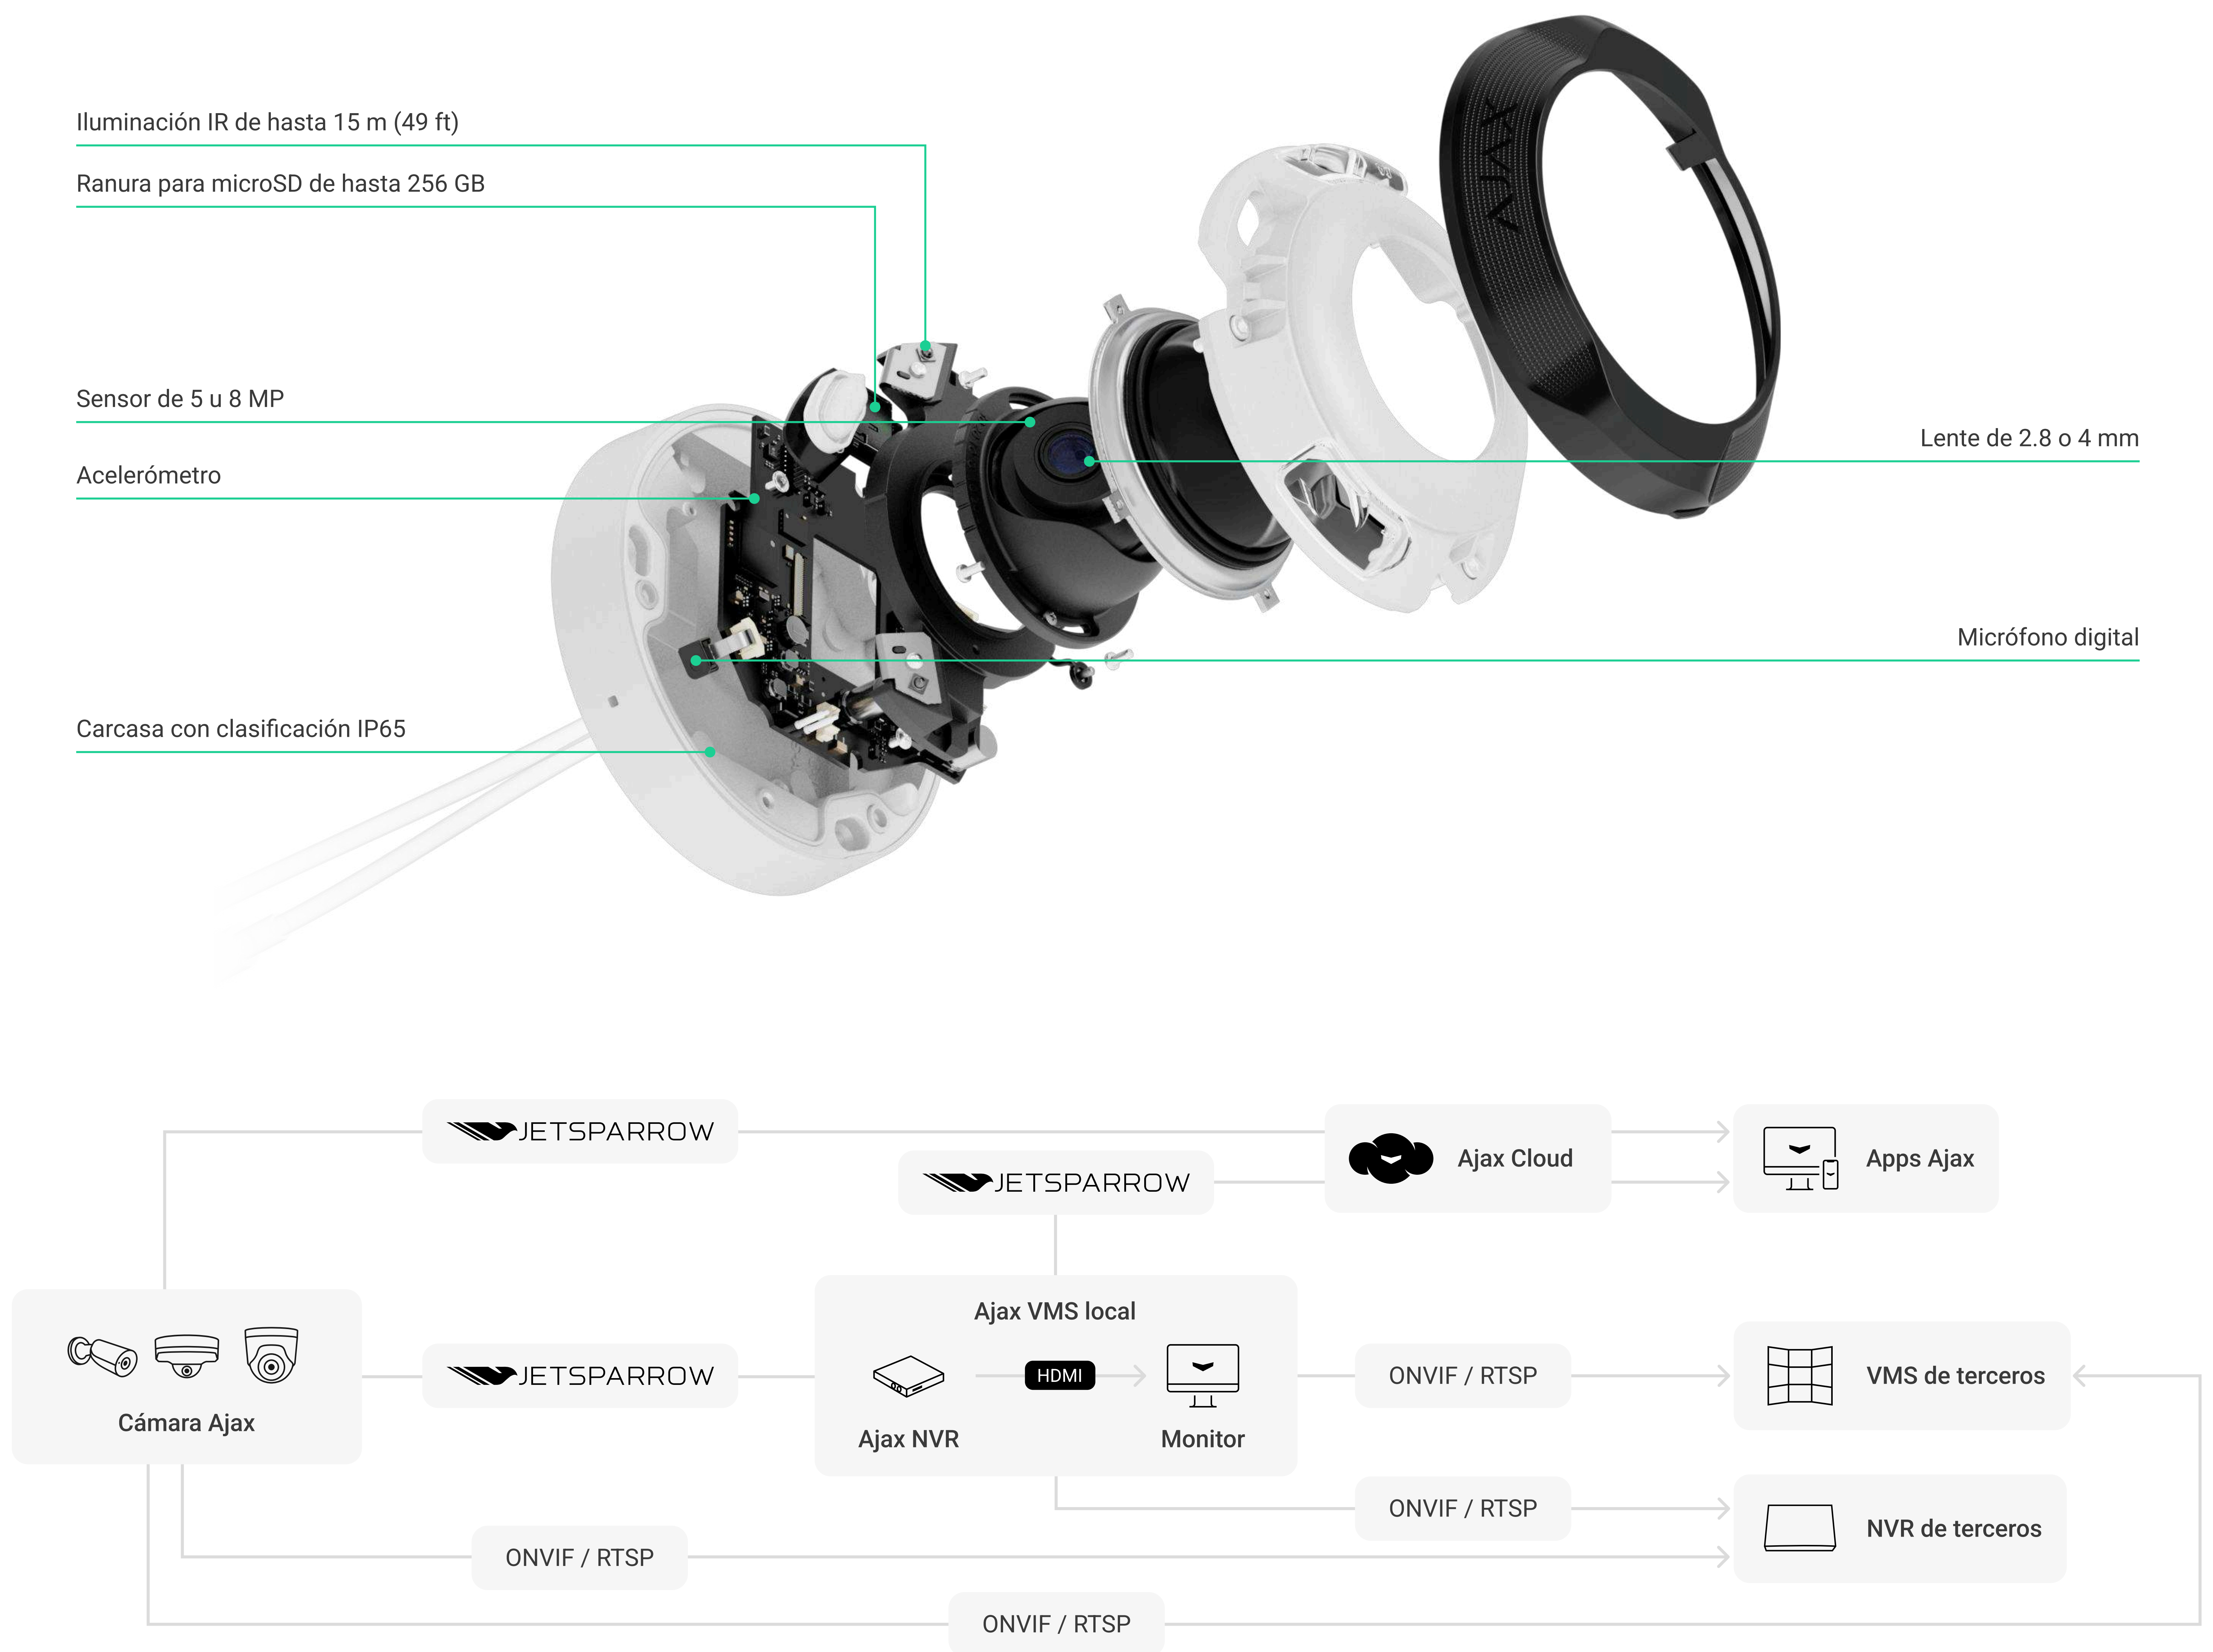 Iluminación IR de hasta 15 m (49 ft)
Ranura para microSD de hasta 256 GB
AJAX
Sensor de 5 u 8 MP
Lente de 2.8 o 4 mm
Acelerómetro
Micrófono digital
Carcasa con clasificación IP65
JETSPARROW
Ajax Cloud
Apps Ajax
JETSPARROW
Ajax VMS local
JETSPARROW
HDMI
ONVIF / RTSP
VMS de terceros
Cámara Ajax
Ajax NVR
Monitor
ONVIF / RTSP
NVR de terceros
ONVIF / RTSP
ONVIF / RTSP